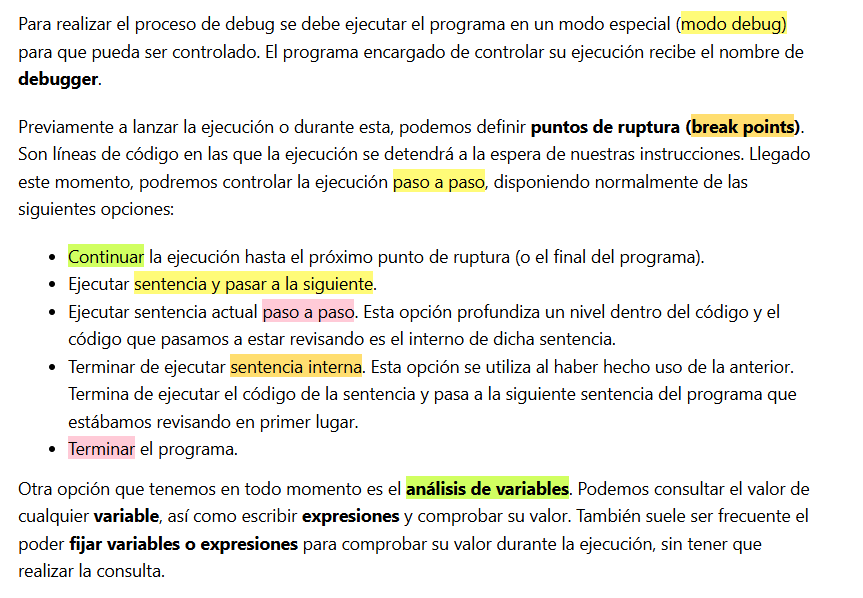 Para realizar el proceso de debug se debe ejecutar el programa en un modo especial (modo debug)
para que pueda ser controlado. El programa encargado de controlar su ejecución recibe el nombre de
debugger.
Previamente a lanzar la ejecución o durante esta, podemos definir puntos de ruptura (break points).
Son líneas de código en las que la ejecución se detendrá a la espera de nuestras instrucciones. Llegado
este momento, podremos controlar la ejecución paso a paso, disponiendo normalmente de las
siguientes opciones:
• Continuar la ejecución hasta el próximo punto de ruptura (o el final del programa).
• Ejecutar sentencia y pasar a la siguiente.
• Ejecutar sentencia actual paso a paso. Esta opción profundiza un nivel dentro del código y el
código que pasamos a estar revisando es el interno de dicha sentencia.
• Terminar de ejecutar sentencia interna. Esta opción se utiliza al haber hecho uso de la anterior.
Termina de ejecutar el código de la sentencia y pasa a la siguiente sentencia del programa que
estábamos revisando en primer lugar.
• Terminar el programa.
Otra opción que tenemos en todo momento es el análisis de variables. Podemos consultar el valor de
cualquier variable, así como escribir expresiones y comprobar su valor. También suele ser frecuente el
poder fijar variables o expresiones para comprobar su valor durante la ejecución, sin tener que
realizar la consulta.